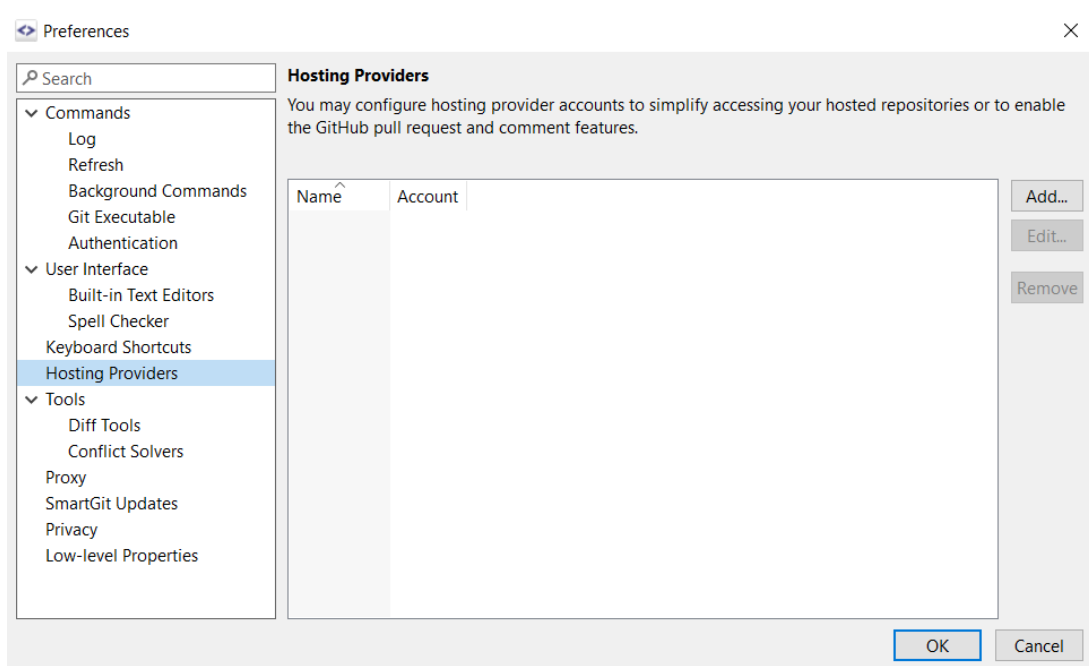 Preferences
Search
Commands
Log
Refresh
Background Commands
Git Executable
Authentication
User Interface
Built-in Text Editors
Spell Checker
Keyboard Shortcuts
Hosting Providers
Tools
Diff Tools
Conflict Solvers
Proxy
SmartGit Updates
Privacy
Low-level Properties
Hosting Providers
You may configure hosting provider accounts to simplify accessing your hosted repositories or to enable
the GitHub pull request and comment features.
Name Account
Add...
Edit...
Remove
OK Cancel